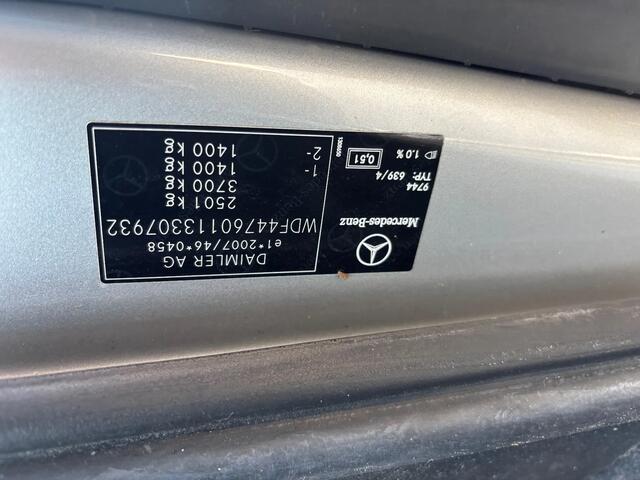 DAIMLER AG
e1*2007/46*0458
WDF44760113307932
2501 kg
3700 kg
1- 1400 kg
2- 1400 kg
Mercedes-Benz
9744
TYP: 639/4
0,51
1.0 %